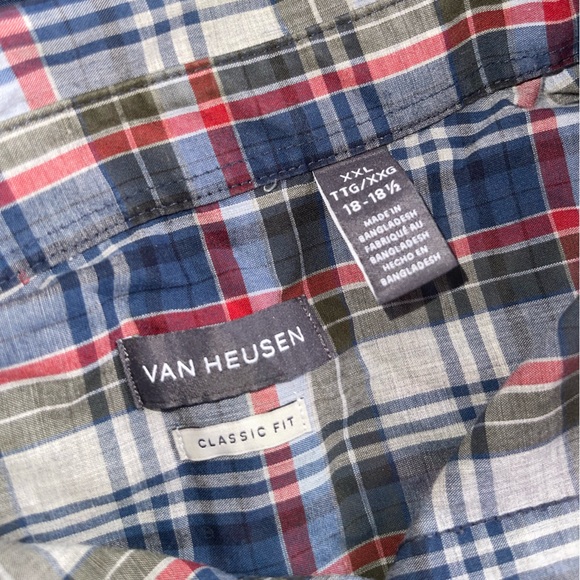 XXL
TTG/XXG
18-18½
MADE IN
BANGLADESH
FABRIQUÉ AU
BANGLADESH
HECHO EN
BANGLADESH
VAN HEUSEN
CLASSIC FIT